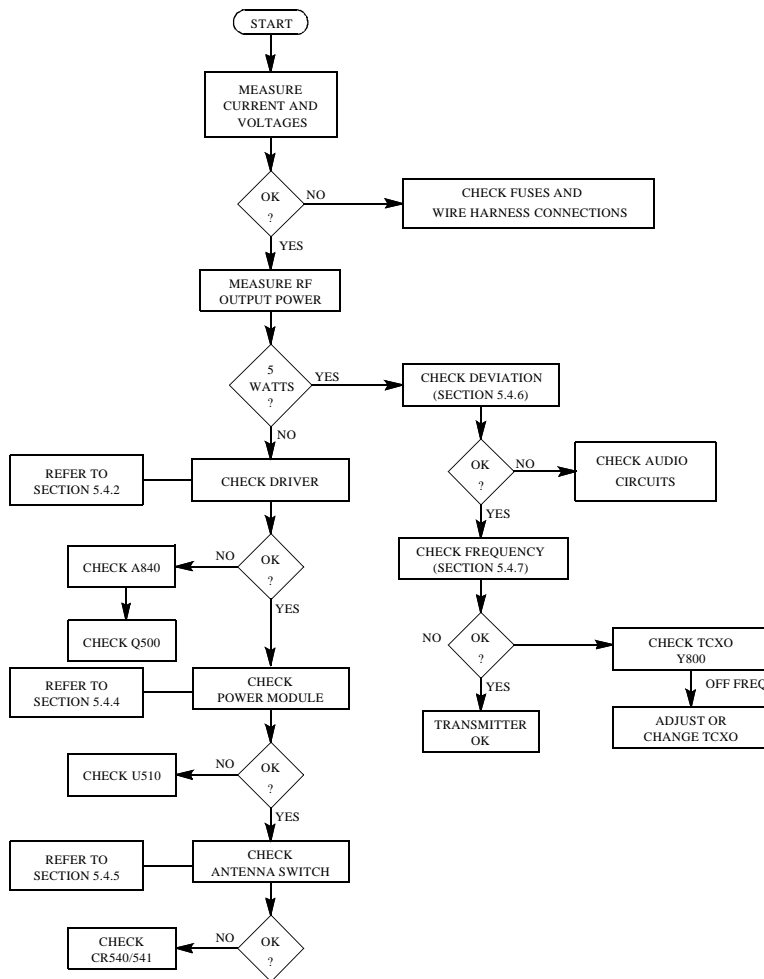 START
MEASURE
CURRENT AND
VOLTAGES
OK
?
NO
CHECK FUSES AND
WIRE HARNESS CONNECTIONS
YES
MEASURE RF
OUTPUT POWER
5
WATTS
?
YES
CHECK DEVIATION
(SECTION 5.4.6)
NO
OK
?
NO
CHECK AUDIO
CIRCUITS
YES
REFER TO
SECTION 5.4.2
CHECK DRIVER
CHECK FREQUENCY
(SECTION 5.4.7)
OK
?
NO
CHECK A840
YES
CHECK Q500
NO
OK
?
CHECK TCXO
Y800
YES
OFF FREQ
TRANSMITTER
OK
ADJUST OR
CHANGE TCXO
REFER TO
SECTION 5.4.4
CHECK
POWER MODULE
OK
?
NO
CHECK U510
YES
REFER TO
SECTION 5.4.5
CHECK
ANTENNA SWITCH
OK
?
NO
CHECK
CR540/541